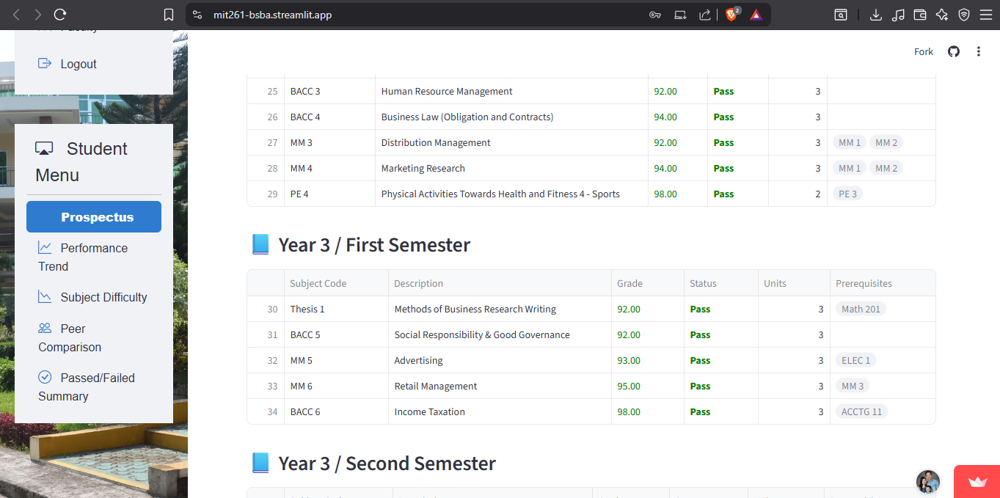 mit261-bsba.streamlit.app
2
Faculty
Logout
Student
Menu
Prospectus
Performance
Trend
Subject Difficulty
Peer
Comparison
Passed/Failed
Summary
Fork
25 BACC 3 Human Resource Management 92.00 Pass 3
26 BACC 4 Business Law (Obligation and Contracts) 94.00 Pass 3
27 MM 3 Distribution Management 92.00 Pass 3 MM 1 MM 2
28 MM 4 Marketing Research 94.00 Pass 3 MM 1 MM 2
29 PE 4 Physical Activities Towards Health and Fitness 4 - Sports 98.00 Pass 2 PE 3
Year 3 / First Semester
Subject Code Description Grade Status Units Prerequisites
30 Thesis 1 Methods of Business Research Writing 92.00 Pass 3 Math 201
31 BACC 5 Social Responsibility & Good Governance 92.00 Pass 3
32 MM 5 Advertising 93.00 Pass 3 ELEC 1
33 MM 6 Retail Management 95.00 Pass 3 MM 3
34 BACC 6 Income Taxation 98.00 Pass 3 ACCTG 11
Year 3 / Second Semester